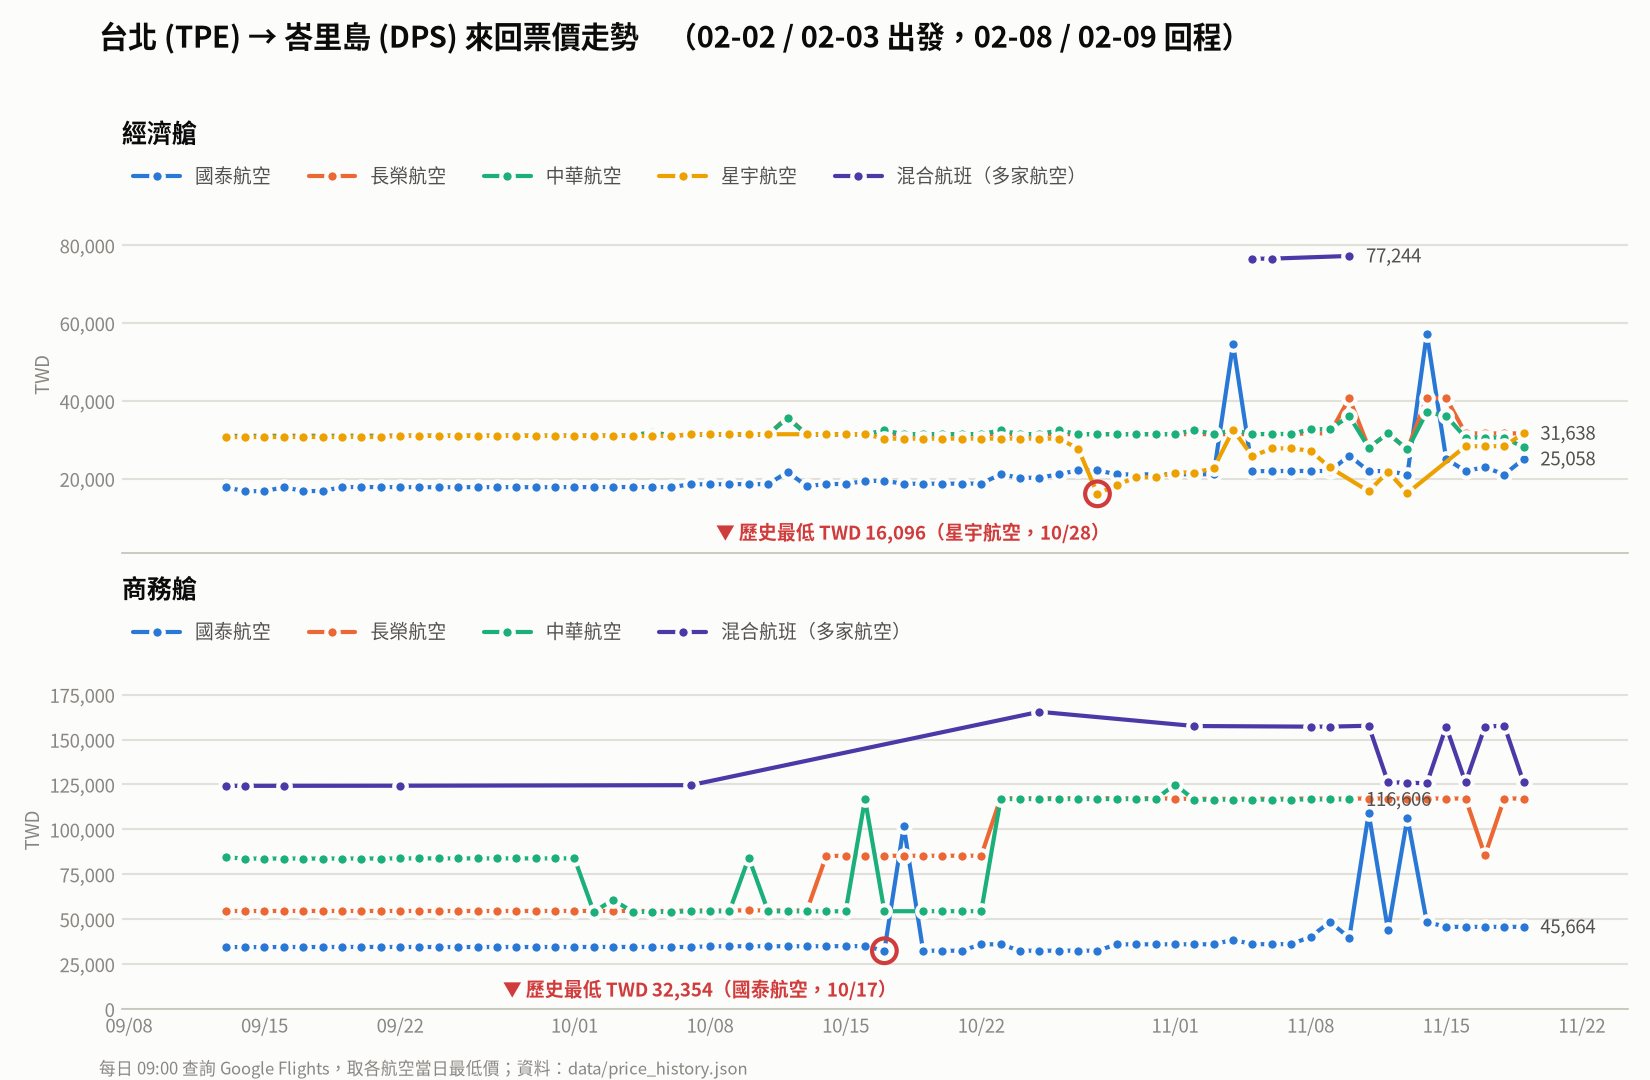 台北 (TPE) → 峇里島 (DPS) 來回票價走勢　（02-02 / 02-03 出發，02-08 / 02-09 回程）
經濟艙
國泰航空 長榮航空 中華航空 星宇航空 混合航班（多家航空）
80,000
77,244
60,000
TWD
40,000
31,638
25,058
20,000
▼ 歷史最低 TWD 16,096（星宇航空，10/28）
商務艙
國泰航空 長榮航空 中華航空 混合航班（多家航空）
175,000
150,000
125,000
116,606
TWD
100,000
75,000
50,000
45,664
25,000
▼ 歷史最低 TWD 32,354（國泰航空，10/17）
0
09/08 09/15 09/22 10/01 10/08 10/15 10/22 11/01 11/08 11/15 11/22
每日 09:00 查詢 Google Flights，取各航空當日最低價；資料：data/price_history.json